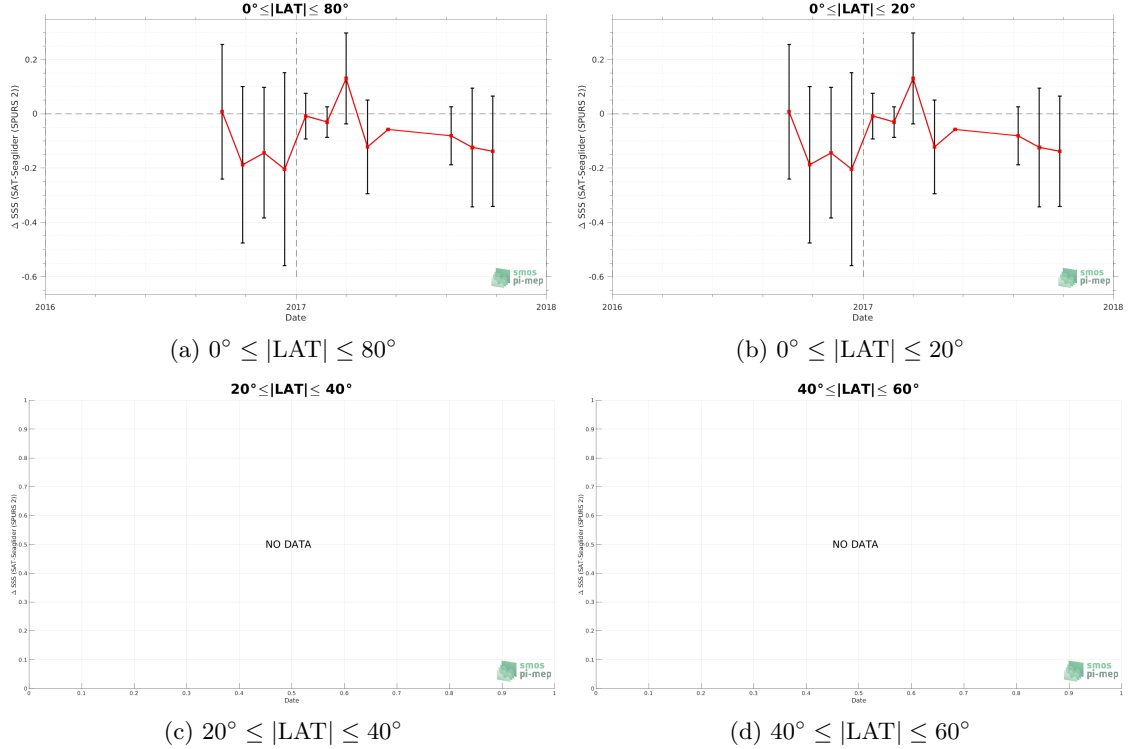 0°≤|LAT|≤ 80°
Δ SSS (SAT-Seaglider (SPURS 2))
0.2
0
-0.2
-0.4
-0.6
2016
2017
2018
Date
smos
pi-mep
(a) 0° ≤ |LAT| ≤ 80°
0°≤|LAT|≤ 20°
Δ SSS (SAT-Seaglider (SPURS 2))
0.2
0
-0.2
-0.4
-0.6
2016
2017
2018
Date
smos
pi-mep
(b) 0° ≤ |LAT| ≤ 20°
20°≤|LAT|≤ 40°
Δ SSS (SAT-Seaglider (SPURS 2))
1
0.9
0.8
0.7
0.6
0.5
0.4
0.3
0.2
0.1
0
NO DATA
0 0.1 0.2 0.3 0.4 0.5 0.6 0.7 0.8 0.9 1
Date
smos
pi-mep
(c) 20° ≤ |LAT| ≤ 40°
40°≤|LAT|≤ 60°
Δ SSS (SAT-Seaglider (SPURS 2))
1
0.9
0.8
0.7
0.6
0.5
0.4
0.3
0.2
0.1
0
NO DATA
0 0.1 0.2 0.3 0.4 0.5 0.6 0.7 0.8 0.9 1
Date
smos
pi-mep
(d) 40° ≤ |LAT| ≤ 60°